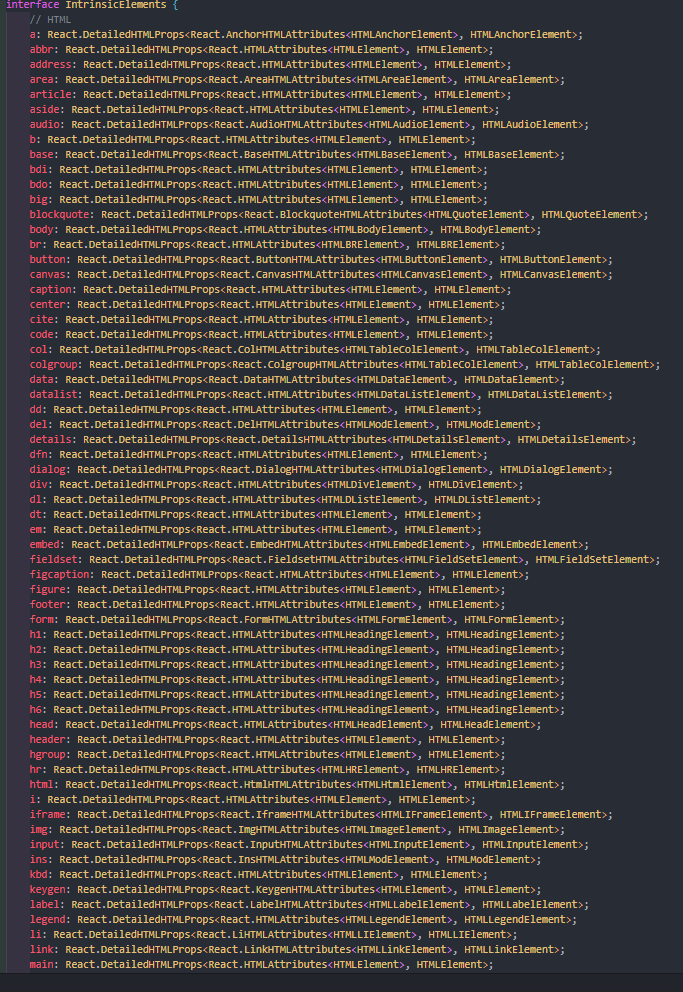 interface IntrinsicElements {
// HTML
a: React.DetailedHTMLProps<React.AnchorHTMLAttributes<HTMLAnchorElement>, HTMLAnchorElement>;
abbr: React.DetailedHTMLProps<React.HTMLAttributes<HTMLElement>, HTMLElement>;
address: React.DetailedHTMLProps<React.HTMLAttributes<HTMLElement>, HTMLElement>;
area: React.DetailedHTMLProps<React.AreaHTMLAttributes<HTMLAreaElement>, HTMLAreaElement>;
article: React.DetailedHTMLProps<React.HTMLAttributes<HTMLElement>, HTMLElement>;
aside: React.DetailedHTMLProps<React.HTMLAttributes<HTMLElement>, HTMLElement>;
audio: React.DetailedHTMLProps<React.AudioHTMLAttributes<HTMLAudioElement>, HTMLAudioElement>;
b: React.DetailedHTMLProps<React.HTMLAttributes<HTMLElement>, HTMLElement>;
base: React.DetailedHTMLProps<React.BaseHTMLAttributes<HTMLBaseElement>, HTMLBaseElement>;
bdi: React.DetailedHTMLProps<React.HTMLAttributes<HTMLElement>, HTMLElement>;
bdo: React.DetailedHTMLProps<React.HTMLAttributes<HTMLElement>, HTMLElement>;
big: React.DetailedHTMLProps<React.HTMLAttributes<HTMLElement>, HTMLElement>;
blockquote: React.DetailedHTMLProps<React.BlockquoteHTMLAttributes<HTMLQuoteElement>, HTMLQuoteElement>;
body: React.DetailedHTMLProps<React.HTMLAttributes<HTMLBodyElement>, HTMLBodyElement>;
br: React.DetailedHTMLProps<React.HTMLAttributes<HTMLBRElement>, HTMLBRElement>;
button: React.DetailedHTMLProps<React.ButtonHTMLAttributes<HTMLButtonElement>, HTMLButtonElement>;
canvas: React.DetailedHTMLProps<React.CanvasHTMLAttributes<HTMLCanvasElement>, HTMLCanvasElement>;
caption: React.DetailedHTMLProps<React.HTMLAttributes<HTMLElement>, HTMLElement>;
center: React.DetailedHTMLProps<React.HTMLAttributes<HTMLElement>, HTMLElement>;
cite: React.DetailedHTMLProps<React.HTMLAttributes<HTMLElement>, HTMLElement>;
code: React.DetailedHTMLProps<React.HTMLAttributes<HTMLElement>, HTMLElement>;
col: React.DetailedHTMLProps<React.ColHTMLAttributes<HTMLTableColElement>, HTMLTableColElement>;
colgroup: React.DetailedHTMLProps<React.ColgroupHTMLAttributes<HTMLTableColElement>, HTMLTableColElement>;
data: React.DetailedHTMLProps<React.DataHTMLAttributes<HTMLDataElement>, HTMLDataElement>;
datalist: React.DetailedHTMLProps<React.HTMLAttributes<HTMLDataListElement>, HTMLDataListElement>;
dd: React.DetailedHTMLProps<React.HTMLAttributes<HTMLElement>, HTMLElement>;
del: React.DetailedHTMLProps<React.DelHTMLAttributes<HTMLModElement>, HTMLModElement>;
details: React.DetailedHTMLProps<React.DetailsHTMLAttributes<HTMLDetailsElement>, HTMLDetailsElement>;
dfn: React.DetailedHTMLProps<React.HTMLAttributes<HTMLElement>, HTMLElement>;
dialog: React.DetailedHTMLProps<React.DialogHTMLAttributes<HTMLDialogElement>, HTMLDialogElement>;
div: React.DetailedHTMLProps<React.HTMLAttributes<HTMLDivElement>, HTMLDivElement>;
dl: React.DetailedHTMLProps<React.HTMLAttributes<HTMLDListElement>, HTMLDListElement>;
dt: React.DetailedHTMLProps<React.HTMLAttributes<HTMLElement>, HTMLElement>;
em: React.DetailedHTMLProps<React.HTMLAttributes<HTMLElement>, HTMLElement>;
embed: React.DetailedHTMLProps<React.EmbedHTMLAttributes<HTMLEmbedElement>, HTMLEmbedElement>;
fieldset: React.DetailedHTMLProps<React.FieldsetHTMLAttributes<HTMLFieldSetElement>, HTMLFieldSetElement>;
figcaption: React.DetailedHTMLProps<React.HTMLAttributes<HTMLElement>, HTMLElement>;
figure: React.DetailedHTMLProps<React.HTMLAttributes<HTMLElement>, HTMLElement>;
footer: React.DetailedHTMLProps<React.HTMLAttributes<HTMLElement>, HTMLElement>;
form: React.DetailedHTMLProps<React.FormHTMLAttributes<HTMLFormElement>, HTMLFormElement>;
h1: React.DetailedHTMLProps<React.HTMLAttributes<HTMLHeadingElement>, HTMLHeadingElement>;
h2: React.DetailedHTMLProps<React.HTMLAttributes<HTMLHeadingElement>, HTMLHeadingElement>;
h3: React.DetailedHTMLProps<React.HTMLAttributes<HTMLHeadingElement>, HTMLHeadingElement>;
h4: React.DetailedHTMLProps<React.HTMLAttributes<HTMLHeadingElement>, HTMLHeadingElement>;
h5: React.DetailedHTMLProps<React.HTMLAttributes<HTMLHeadingElement>, HTMLHeadingElement>;
h6: React.DetailedHTMLProps<React.HTMLAttributes<HTMLHeadingElement>, HTMLHeadingElement>;
head: React.DetailedHTMLProps<React.HTMLAttributes<HTMLHeadElement>, HTMLHeadElement>;
header: React.DetailedHTMLProps<React.HTMLAttributes<HTMLElement>, HTMLElement>;
hgroup: React.DetailedHTMLProps<React.HTMLAttributes<HTMLElement>, HTMLElement>;
hr: React.DetailedHTMLProps<React.HTMLAttributes<HTMLHRElement>, HTMLHRElement>;
html: React.DetailedHTMLProps<React.HtmlHTMLAttributes<HTMLHtmlElement>, HTMLHtmlElement>;
i: React.DetailedHTMLProps<React.HTMLAttributes<HTMLElement>, HTMLElement>;
iframe: React.DetailedHTMLProps<React.IframeHTMLAttributes<HTMLIFrameElement>, HTMLIFrameElement>;
img: React.DetailedHTMLProps<React.ImgHTMLAttributes<HTMLImageElement>, HTMLImageElement>;
input: React.DetailedHTMLProps<React.InputHTMLAttributes<HTMLInputElement>, HTMLInputElement>;
ins: React.DetailedHTMLProps<React.InsHTMLAttributes<HTMLModElement>, HTMLModElement>;
kbd: React.DetailedHTMLProps<React.HTMLAttributes<HTMLElement>, HTMLElement>;
keygen: React.DetailedHTMLProps<React.KeygenHTMLAttributes<HTMLElement>, HTMLElement>;
label: React.DetailedHTMLProps<React.LabelHTMLAttributes<HTMLLabelElement>, HTMLLabelElement>;
legend: React.DetailedHTMLProps<React.HTMLAttributes<HTMLLegendElement>, HTMLLegendElement>;
li: React.DetailedHTMLProps<React.LiHTMLAttributes<HTMLLIElement>, HTMLLIElement>;
link: React.DetailedHTMLProps<React.LinkHTMLAttributes<HTMLLinkElement>, HTMLLinkElement>;
main: React.DetailedHTMLProps<React.HTMLAttributes<HTMLElement>, HTMLElement>;